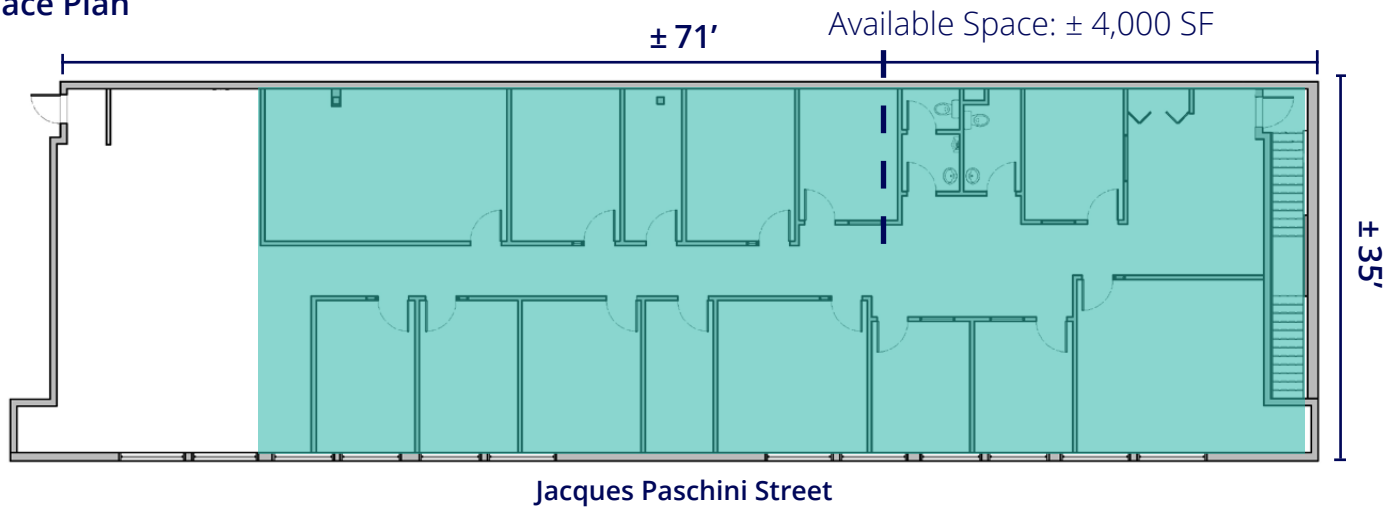 ace Plan
Available Space: ± 4,000 SF
± 71’
± 35’
Jacques Paschini Street